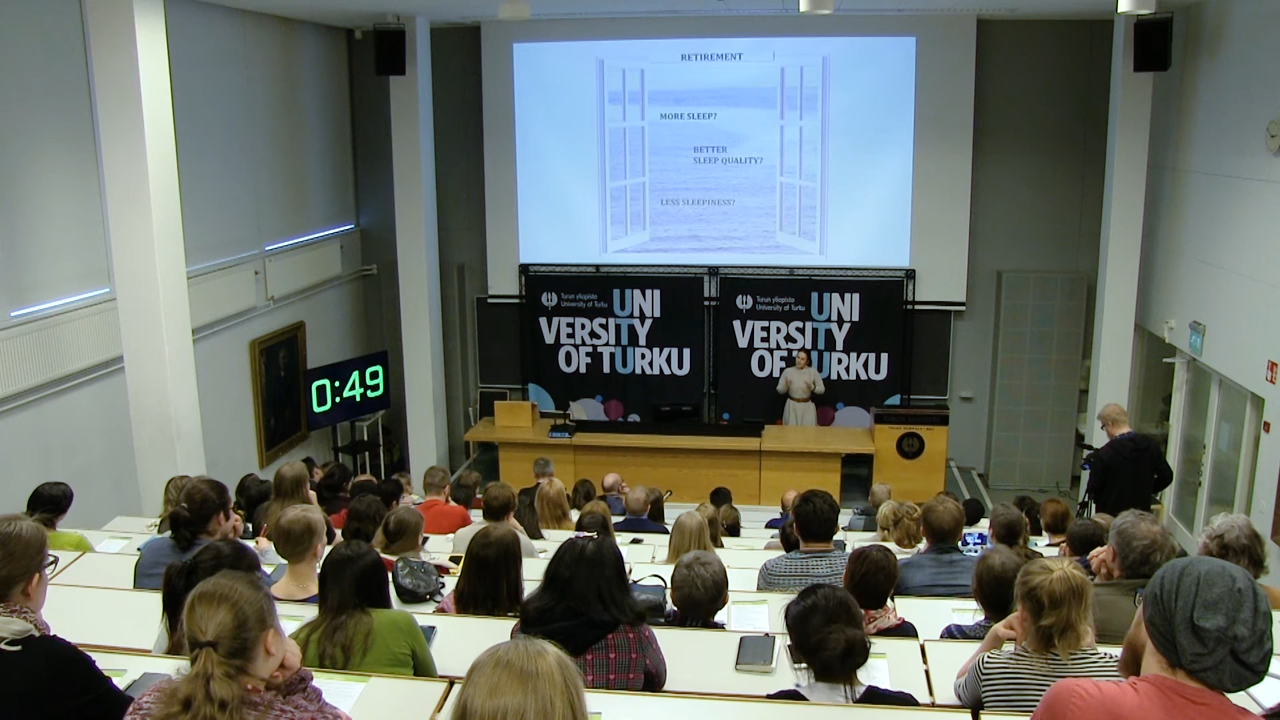 RETIREMENT
MORE SLEEP?
BETTER
SLEEP QUALITY?
LESS SLEEPINESS?
Turun yliopisto
University of Turku
UNI
VERSITY
OF TURKU
Turun yliopisto
University of Turku
UNI
VERSITY
OF TURKU
0:49